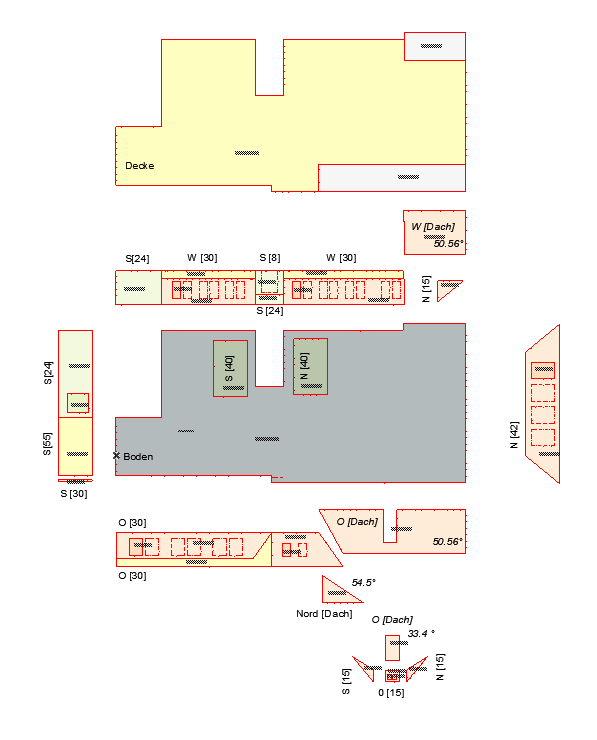 Decke
W [Dach]
50.56°
S[24]
W [30]
S [8]
W [30]
N [15]
S [24]
S[24]
S [40]
N [40]
N [42]
S[55]
Boden
S [30]
O [30]
O [Dach]
50.56°
O [30]
54.5°
Nord [Dach]
O [Dach]
33.4 °
S [15]
N [15]
0 [15]